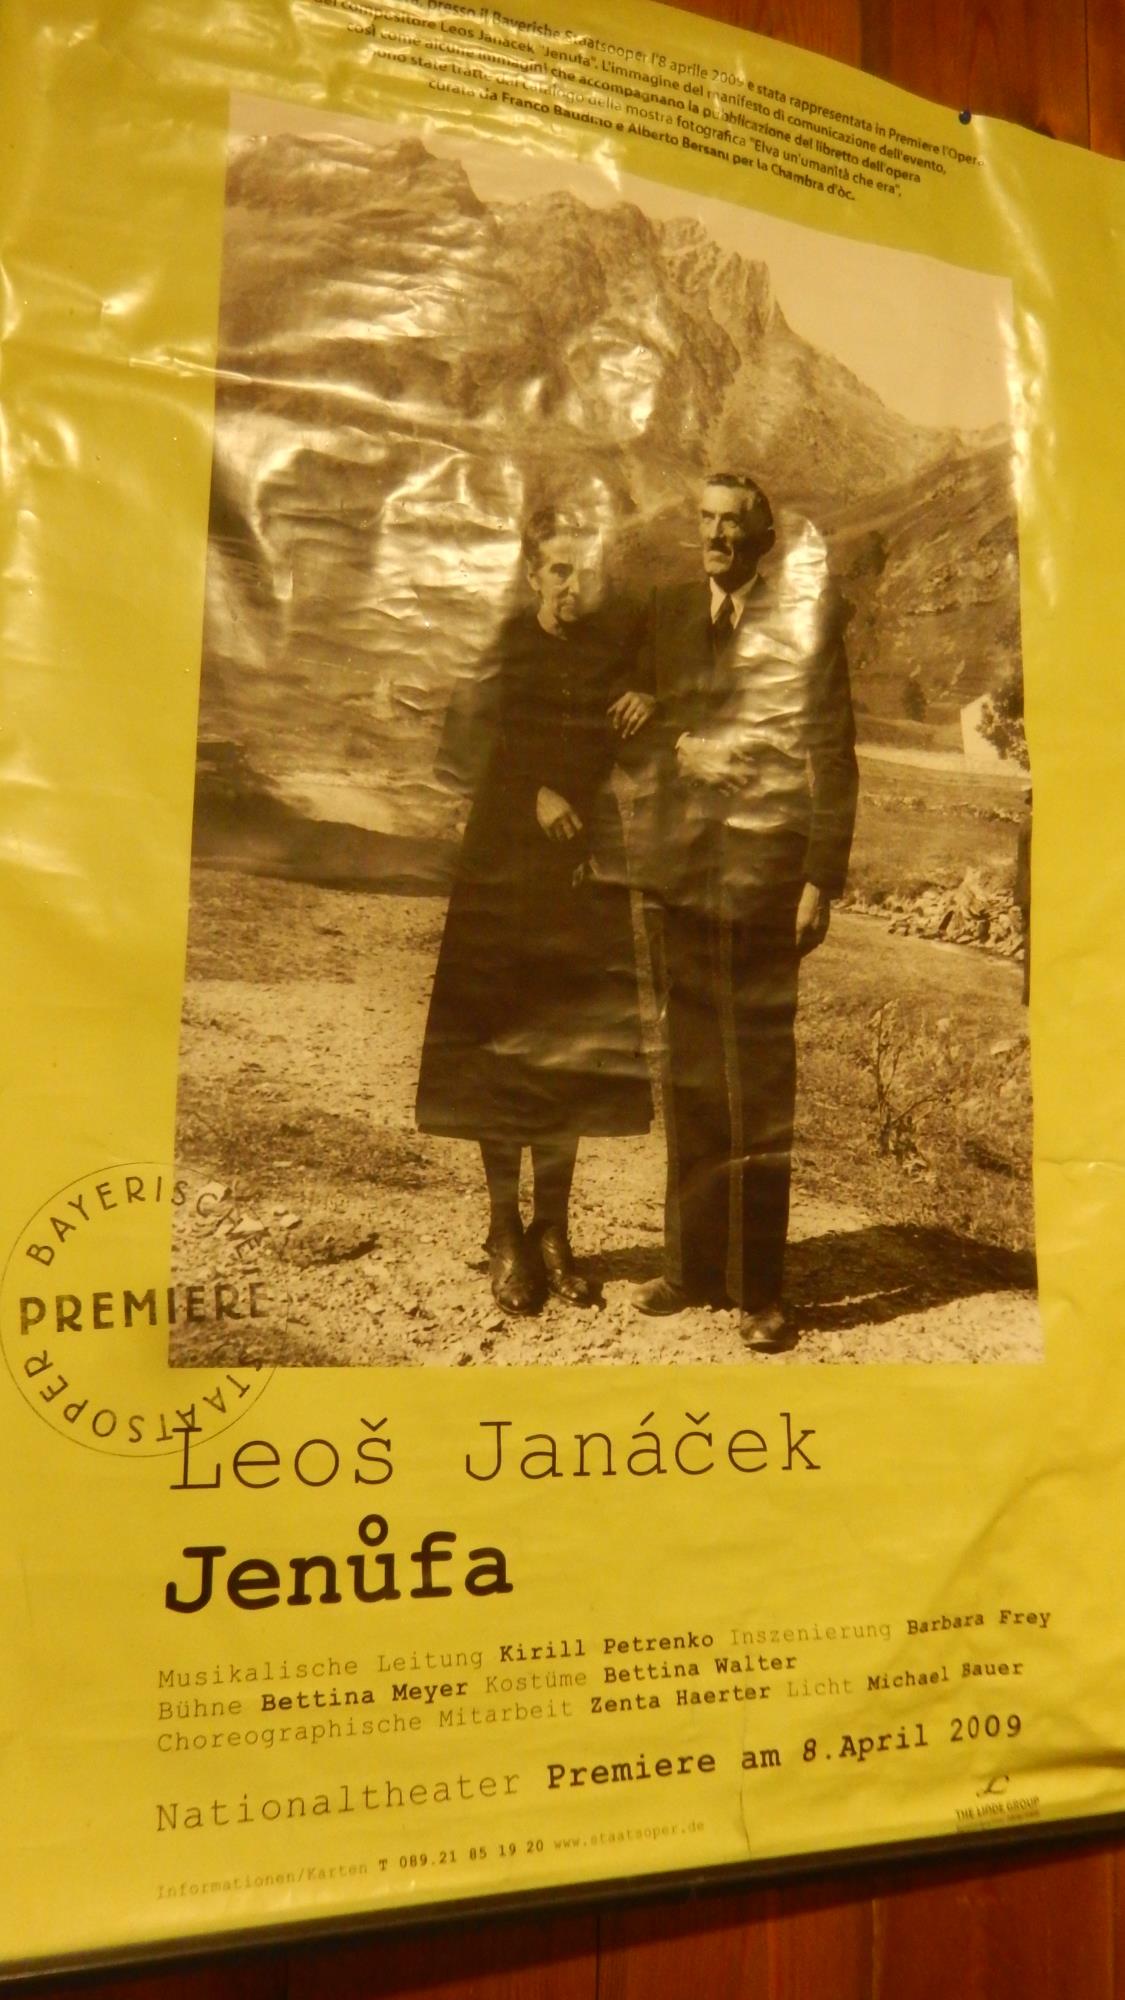 presso il Bayerishe Staatsoper l'8 aprile 2009 e stata rappresentata in Premiere l'Opera
del compositore Leos Janácek "Jenufa". L'immagine del manifesto di comunicazione dell'evento,
così come alcune immagini che accompagnano la pubblicazione del libretto dell'opera
sono state tratte dal catalogo della mostra fotografica "Elva un'umanità che era",
curata da Franco Baudino e Alberto Bersani per la Chambra d'òc.
BAYERISCHE
PREMIERE
STAATSOPER
Leoš Janáček
Jenůfa
Musikalische Leitung Kirill Petrenko Inszenierung Barbara Frey
Bühne Bettina Meyer Kostüme Bettina Walter
Choreographische Mitarbeit Zenta Haerter Licht Michael Bauer
Nationaltheater Premiere am 8.April 2009
THE LINDE GROUP
Informationen/Karten T 089.21 85 19 20 www.staatsoper.de